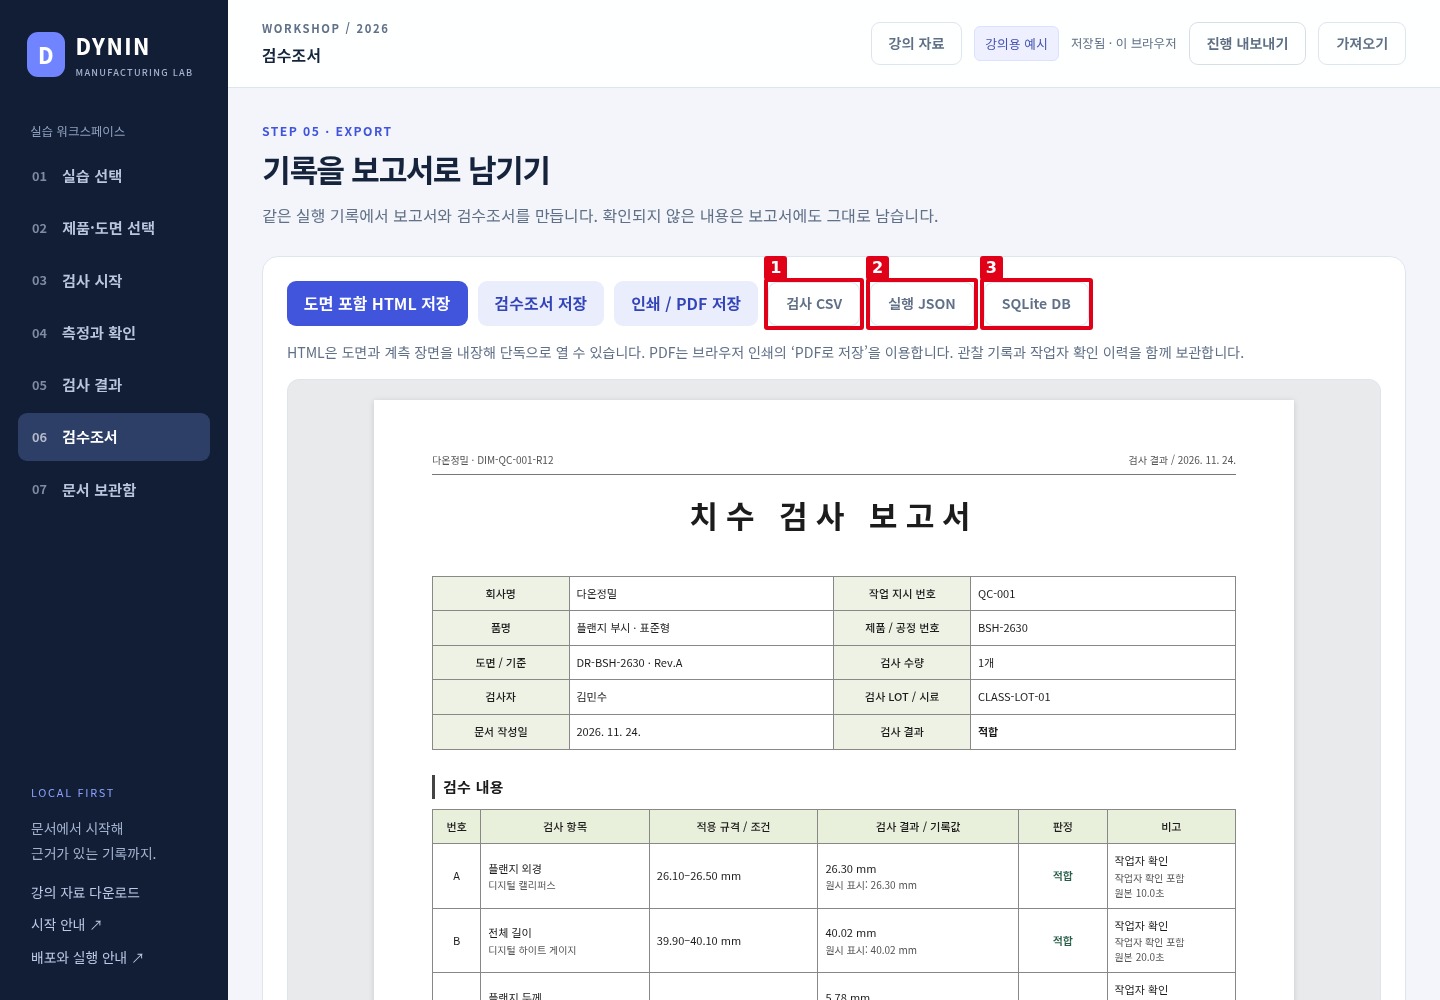 D
DYNIN
MANUFACTURING LAB
실습 워크스페이스
01 실습 선택
02 제품·도면 선택
03 검사 시작
04 측정과 확인
05 검사 결과
06 검수조서
07 문서 보관함
LOCAL FIRST
문서에서 시작해
근거가 있는 기록까지.
강의 자료 다운로드
시작 안내 ↗
배포와 실행 안내 ↗
WORKSHOP / 2026
검수조서
강의 자료 강의용 예시 저장됨 · 이 브라우저 진행 내보내기 가져오기
STEP 05 · EXPORT
기록을 보고서로 남기기
같은 실행 기록에서 보고서와 검수조서를 만듭니다. 확인되지 않은 내용은 보고서에도 그대로 남습니다.
1 2 3
도면 포함 HTML 저장 검수조서 저장 인쇄 / PDF 저장 검사 CSV 실행 JSON SQLite DB
HTML은 도면과 계측 장면을 내장해 단독으로 열 수 있습니다. PDF는 브라우저 인쇄의 ‘PDF로 저장’을 이용합니다. 관찰 기록과 작업자 확인 이력을 함께 보관합니다.
다온정밀 · DIM-QC-001-R12 검사 결과 / 2026. 11. 24.
치수 검사 보고서
회사명 다온정밀 작업 지시 번호 QC-001
품명 플랜지 부시 · 표준형 제품 / 공정 번호 BSH-2630
도면 / 기준 DR-BSH-2630 · Rev.A 검사 수량 1개
검사자 김민수 검사 LOT / 시료 CLASS-LOT-01
문서 작성일 2026. 11. 24. 검사 결과 적합
검수 내용
번호 검사 항목 적용 규격 / 조건 검사 결과 / 기록값 판정 비고
A 플랜지 외경 26.10–26.50 mm 26.30 mm 적합 작업자 확인
디지털 캘리퍼스 원시 표시: 26.30 mm 작업자 확인 포함
원본 10.0초
B 전체 길이 39.90–40.10 mm 40.02 mm 적합 작업자 확인
디지털 하이트 게이지 원시 표시: 40.02 mm 작업자 확인 포함
원본 20.0초
플랜지 두께 5.78 mm 작업자 확인